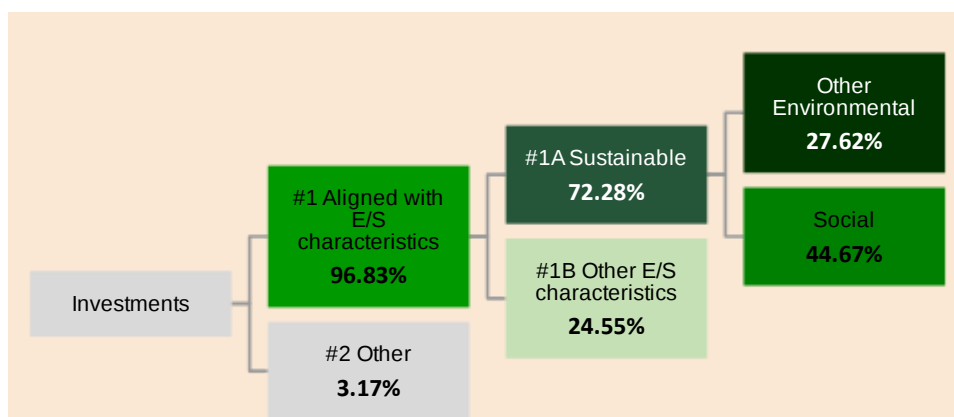 Investments
#1 Aligned with
E/S
characteristics
96.83%
#2 Other
3.17%
#1A Sustainable
72.28%
#1B Other E/S
characteristics
24.55%
Other
Environmental
27.62%
Social
44.67%